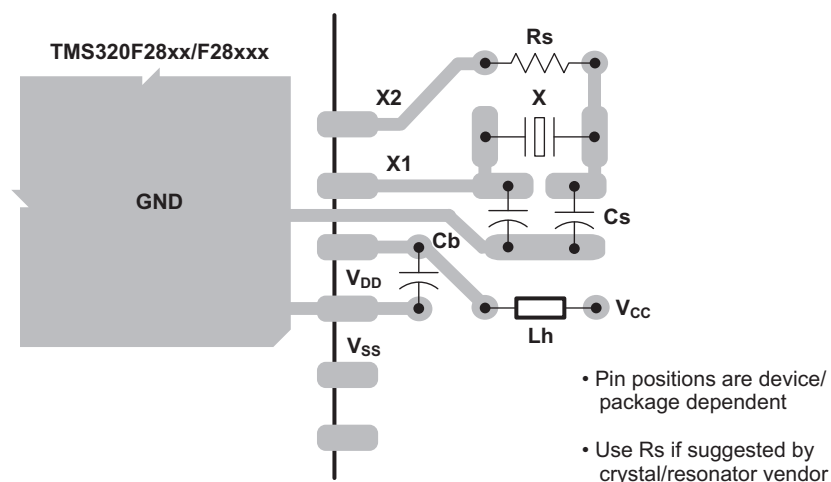 TMS320F28xx/F28xxx
Rs
X2
X
X1
GND
Cs
Cb
VDD
VCC
Lh
VSS
• Pin positions are device/
package dependent
• Use Rs if suggested by
crystal/resonator vendor